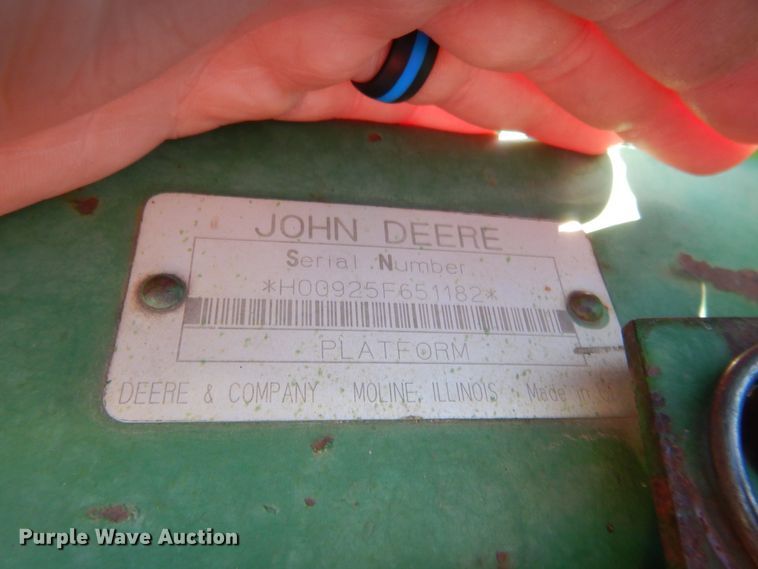 JOHN DEERE
Serial Number
*H00925F651182*
PLATFORM
DEERE & COMPANY MOLINE, ILLINOIS Made in
Purple Wave Auction